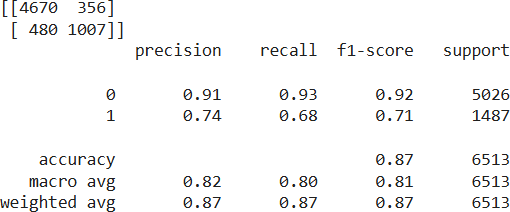 [[4670  356]
 [ 480 1007]]
              precision    recall  f1-score   support

           0       0.91      0.93      0.92      5026
           1       0.74      0.68      0.71      1487

    accuracy                           0.87      6513
   macro avg       0.82      0.80      0.81      6513
weighted avg       0.87      0.87      0.87      6513